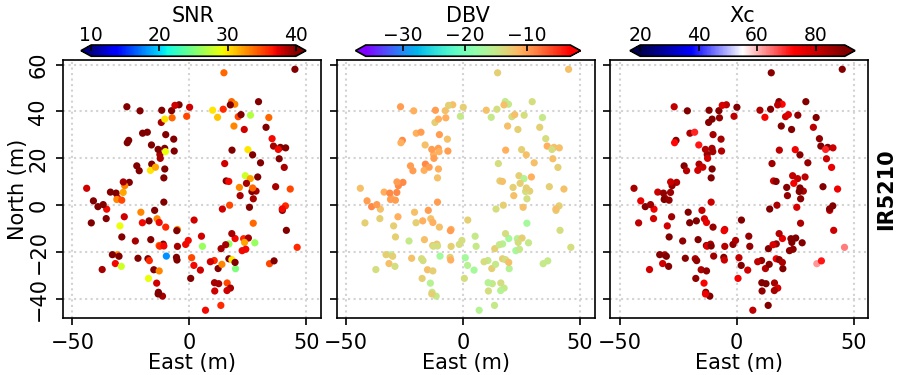 SNR DBV Xc
10 20 30 40 −30 −20 −10 20 40 60 80
60
40
20
0
−20
−40
North (m)
IR5210
−50 0 50 −50 0 50 −50 0 50
East (m) East (m) East (m)